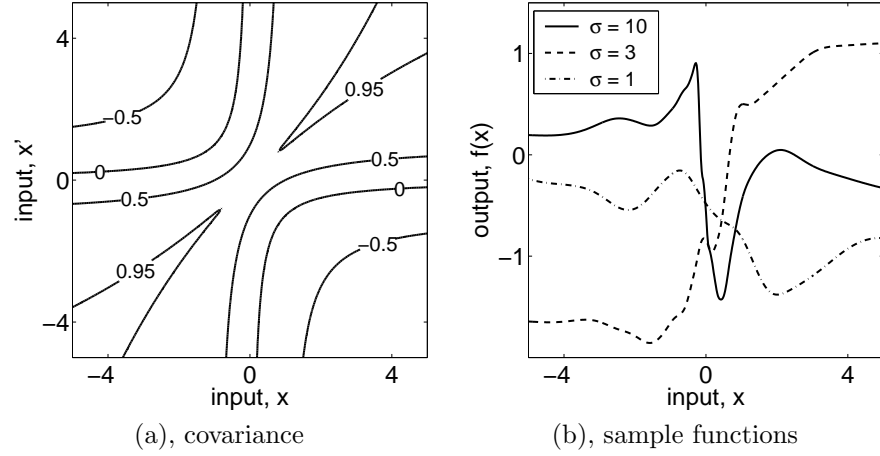 4
0
−4
input, x'
−0.5
0
0.5
0.95
0.5
0
−0.5
0.95
−4
0
4
input, x
(a), covariance
σ = 10
σ = 3
σ = 1
1
0
−1
output, f(x)
−4
0
4
input, x
(b), sample functions